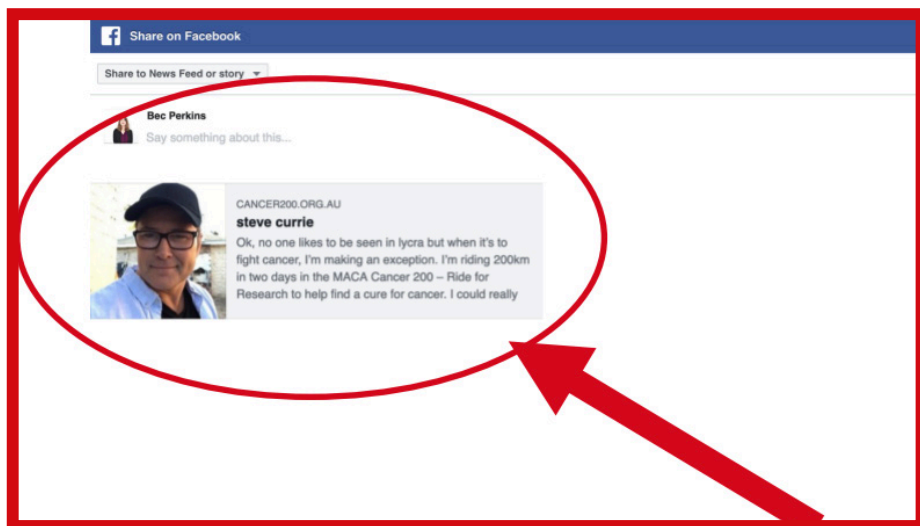 Share on Facebook
Share to News Feed or story
Bec Perkins
Say something about this...
CANCER200.ORG.AU
steve currie
Ok, no one likes to be seen in lycra but when it's to
fight cancer, I'm making an exception. I'm riding 200km
in two days in the MACA Cancer 200 – Ride for
Research to help find a cure for cancer. I could really